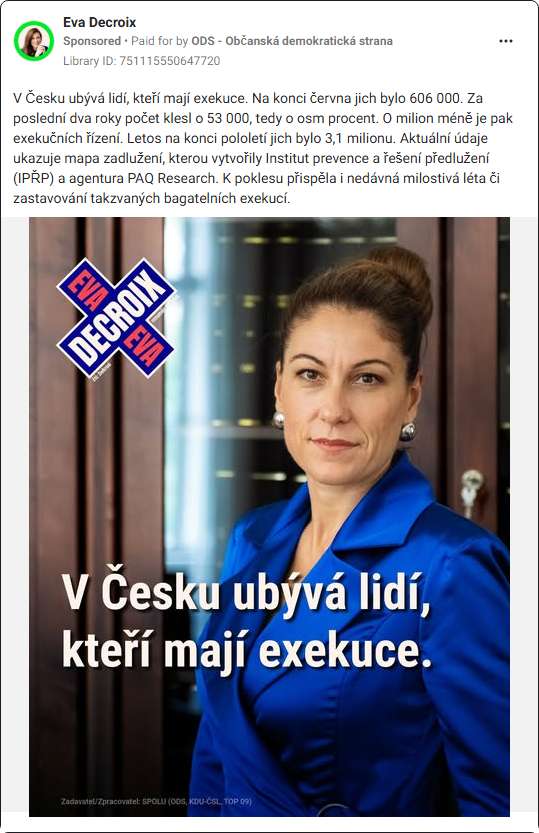 Eva Decroix
Sponsored • Paid for by ODS - Občanská demokratická strana
Library ID: 751115550647720
V Česku ubývá lidí, kteří mají exekuce. Na konci června jich bylo 606 000. Za
poslední dva roky počet klesl o 53 000, tedy o osm procent. O milion méně je pak
exekučních řízení. Letos na konci pololetí jich bylo 3,1 milionu. Aktuální údaje
ukazuje mapa zadlužení, kterou vytvořily Institut prevence a řešení předlužení
(IPŘP) a agentura PAQ Research. K poklesu přispěla i nedávná milostivá léta či
zastavování takzvaných bagatelních exekucí.
EVA
DECROIX
EVA
V Česku ubývá lidí,
kteří mají exekuce.
Zadavatel/Zpracovatel: SPOLU (ODS, KDU-ČSL, TOP 09)